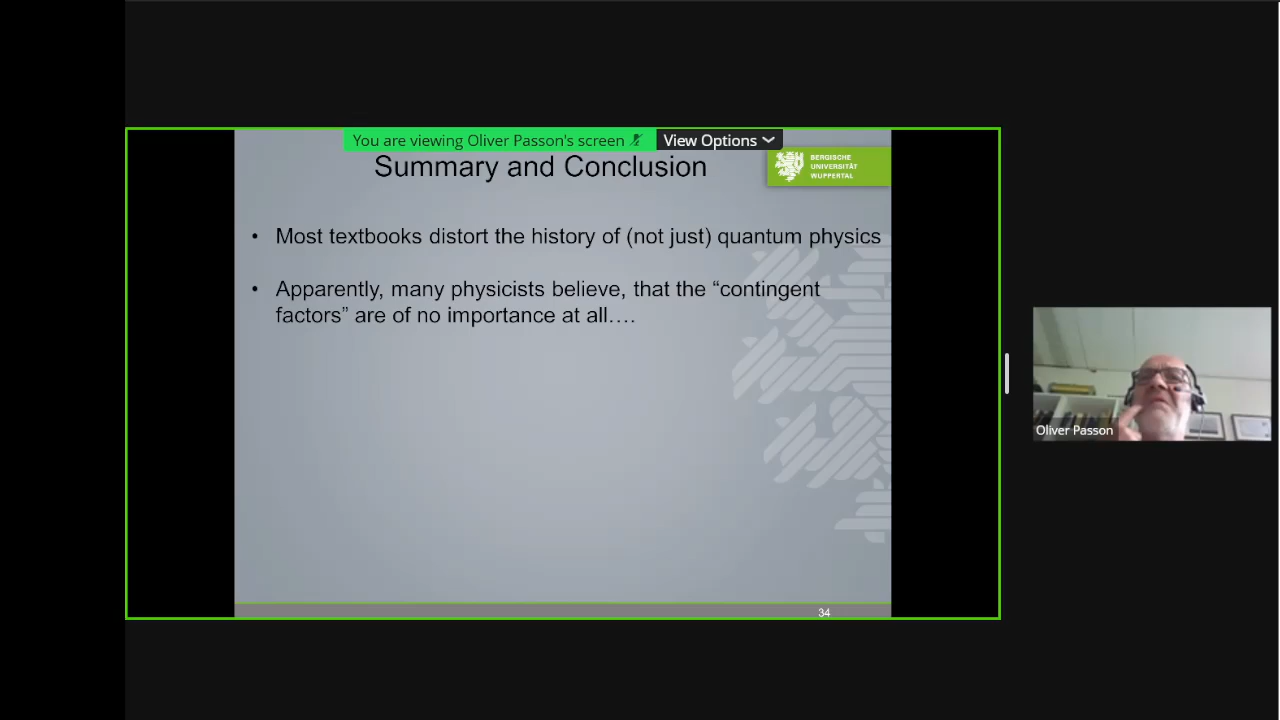 You are viewing Oliver Passon's screen
View Options
Summary and Conclusion
BERGISCHE
UNIVERSITÄT
WUPPERTAL
• Most textbooks distort the history of (not just) quantum physics
• Apparently, many physicists believe, that the “contingent
factors” are of no importance at all….
Oliver Passon
34